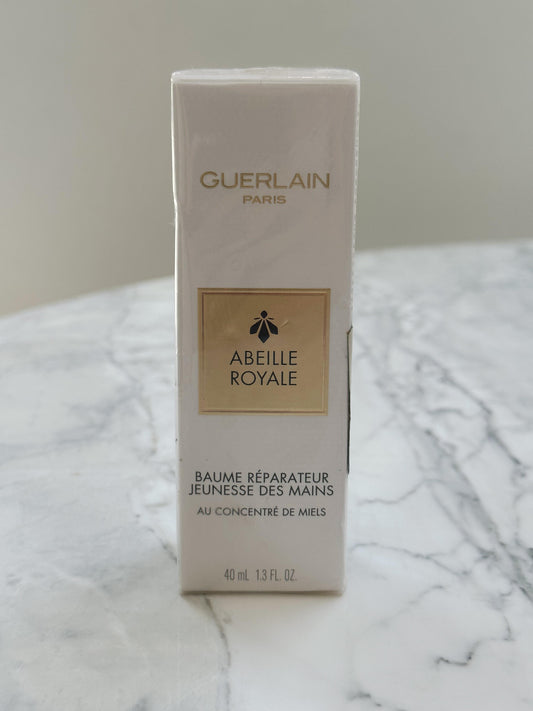 GUERLAIN
PARIS
ABEILLE
ROYALE
BAUME RÉPARATEUR
JEUNESSE DES MAINS
AU CONCENTRÉ DE MIELS
40 mL 1.3 FL. OZ.